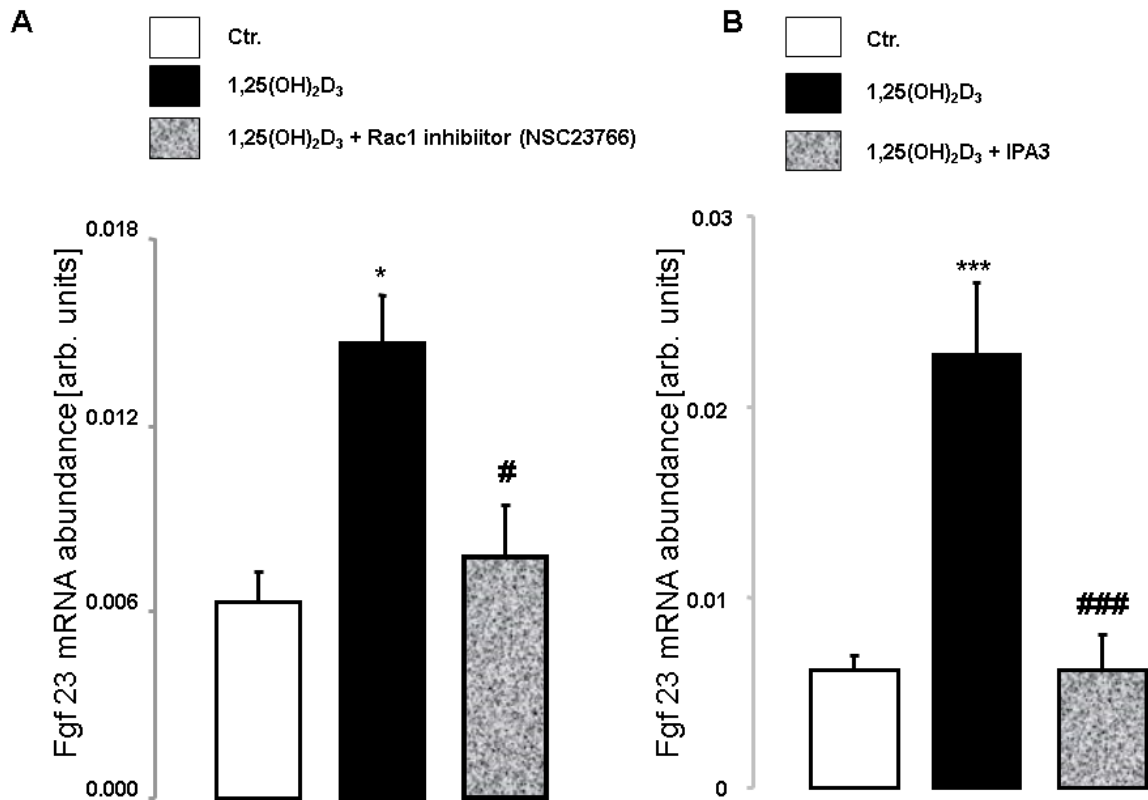 A
Ctr.
1,25(OH)₂D₃
1,25(OH)₂D₃ + Rac1 inhibiitor (NSC23766)
Fgf 23 mRNA abundance [arb. units]
0.018
0.012
0.006
0.000
*
#
B
Ctr.
1,25(OH)₂D₃
1,25(OH)₂D₃ + IPA3
Fgf 23 mRNA abundance [arb. units]
0.03
0.02
0.01
0
***
###